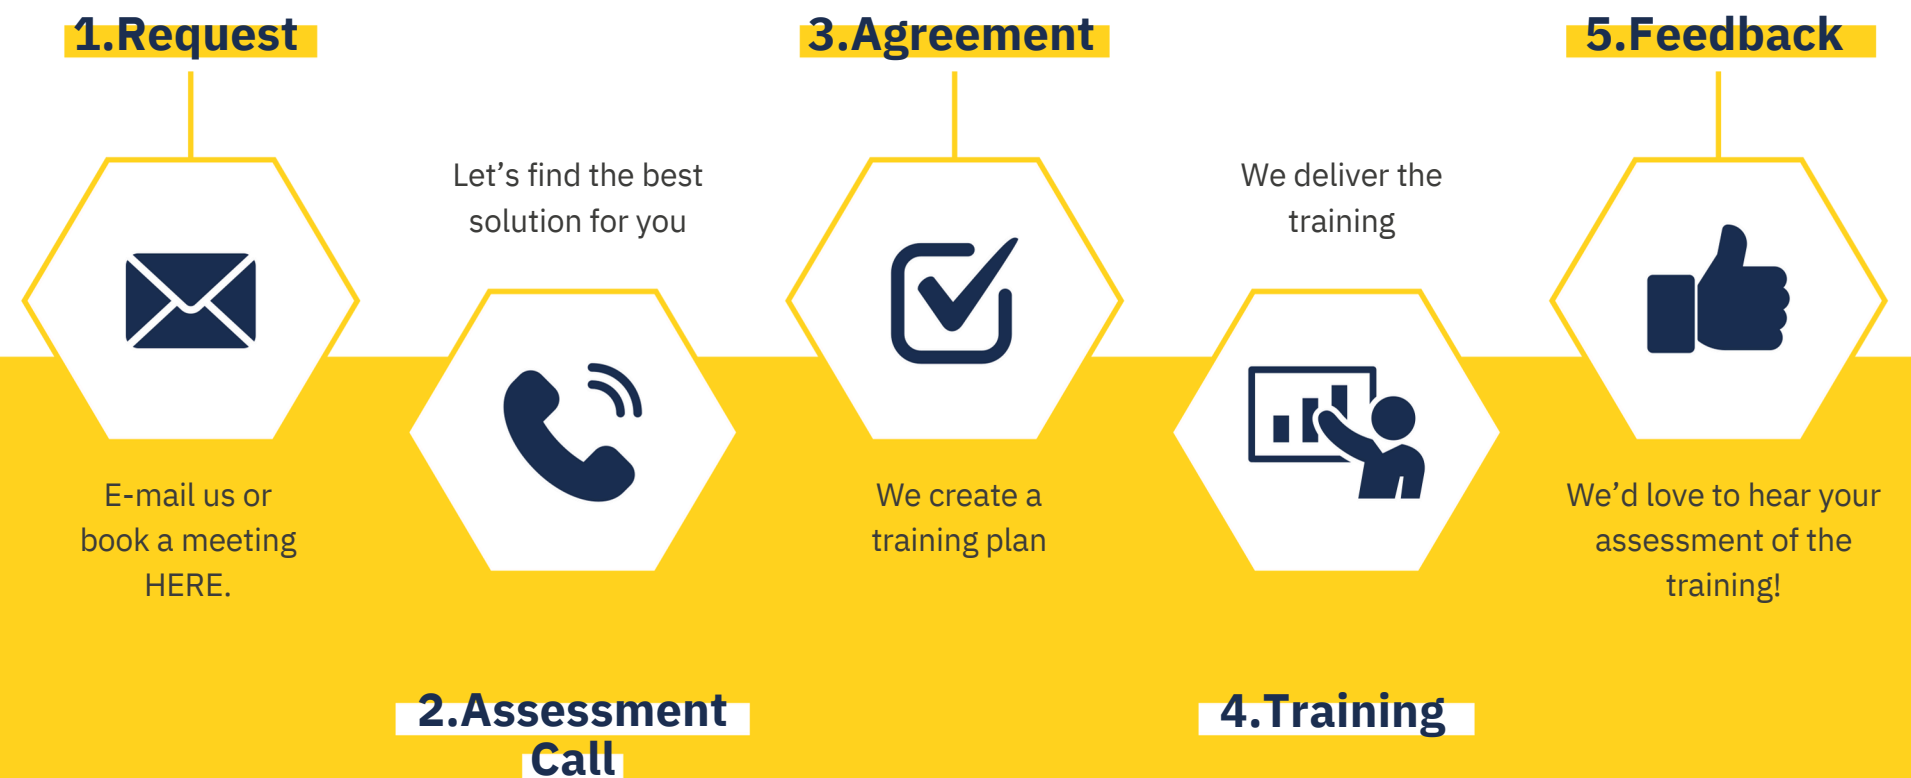 1.Request
E-mail us or
book a meeting
HERE.
Let’s find the best
solution for you
2.Assessment
Call
3.Agreement
We create a
training plan
We deliver the
training
4.Training
5.Feedback
We’d love to hear your
assessment of the
training!